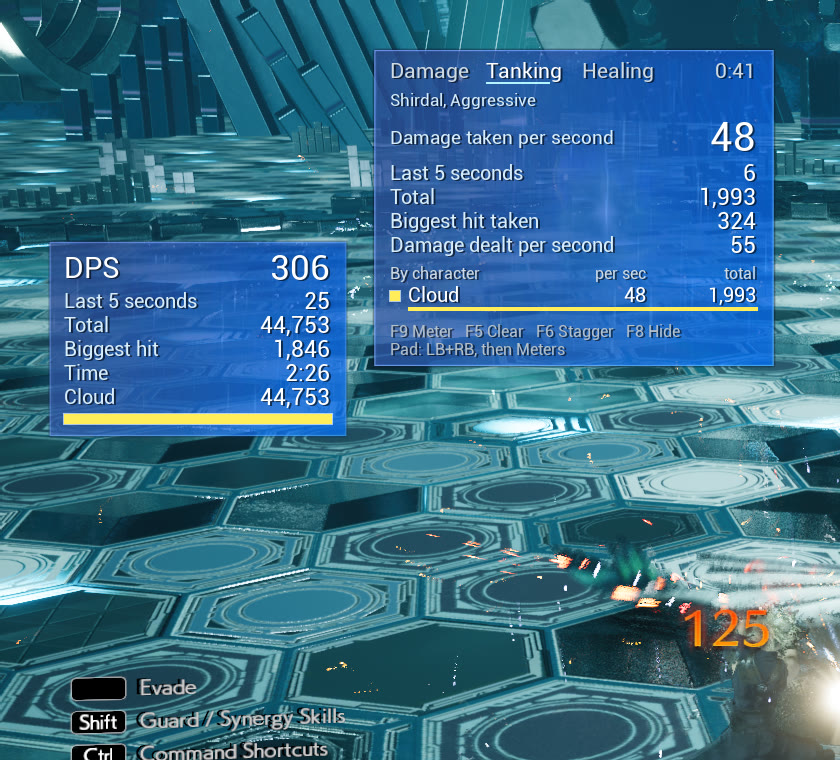 Damage Tanking Healing 0:41
Shirdal, Aggressive
Damage taken per second 48
Last 5 seconds 6
Total 1,993
Biggest hit taken 324
Damage dealt per second 55
By character per sec total
Cloud 48 1,993
F9 Meter F5 Clear F6 Stagger F8 Hide
Pad: LB+RB, then Meters
DPS 306
Last 5 seconds 25
Total 44,753
Biggest hit 1,846
Time 2:26
Cloud 44,753
125
Evade
Shift Guard / Synergy Skills
Ctrl Command Shortcuts